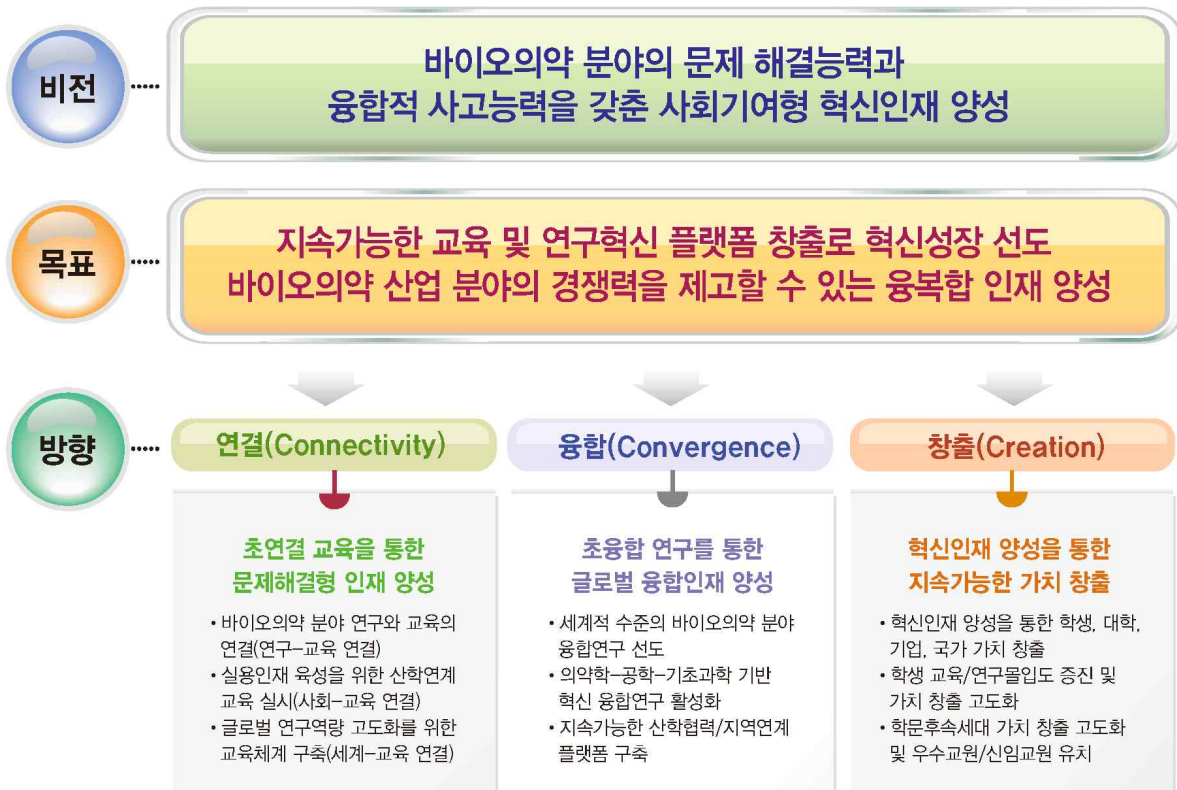 비전
바이오의약 분야의 문제 해결능력과
융합적 사고능력을 갖춘 사회기여형 혁신인재 양성
목표
지속가능한 교육 및 연구혁신 플랫폼 창출로 혁신성장 선도
바이오의약 산업 분야의 경쟁력을 제고할 수 있는 융복합 인재 양성
방향
연결(Connectivity)
초연결 교육을 통한
문제해결형 인재 양성
• 바이오의약 분야 연구와 교육의
연결(연구–교육 연결)
• 실용인재 육성을 위한 산학연계
교육 실시(사회–교육 연결)
• 글로벌 연구역량 고도화를 위한
교육체계 구축(세계–교육 연결)
융합(Convergence)
초융합 연구를 통한
글로벌 융합인재 양성
• 세계적 수준의 바이오의약 분야
융합연구 선도
• 의약학–공학–기초과학 기반
혁신 융합연구 활성화
• 지속가능한 산학협력/지역연계
플랫폼 구축
창출(Creation)
혁신인재 양성을 통한
지속가능한 가치 창출
• 혁신인재 양성을 통한 학생, 대학,
기업, 국가 가치 창출
• 학생 교육/연구몰입도 증진 및
가치 창출 고도화
• 학문후속세대 가치 창출 고도화
및 우수교원/신임교원 유치